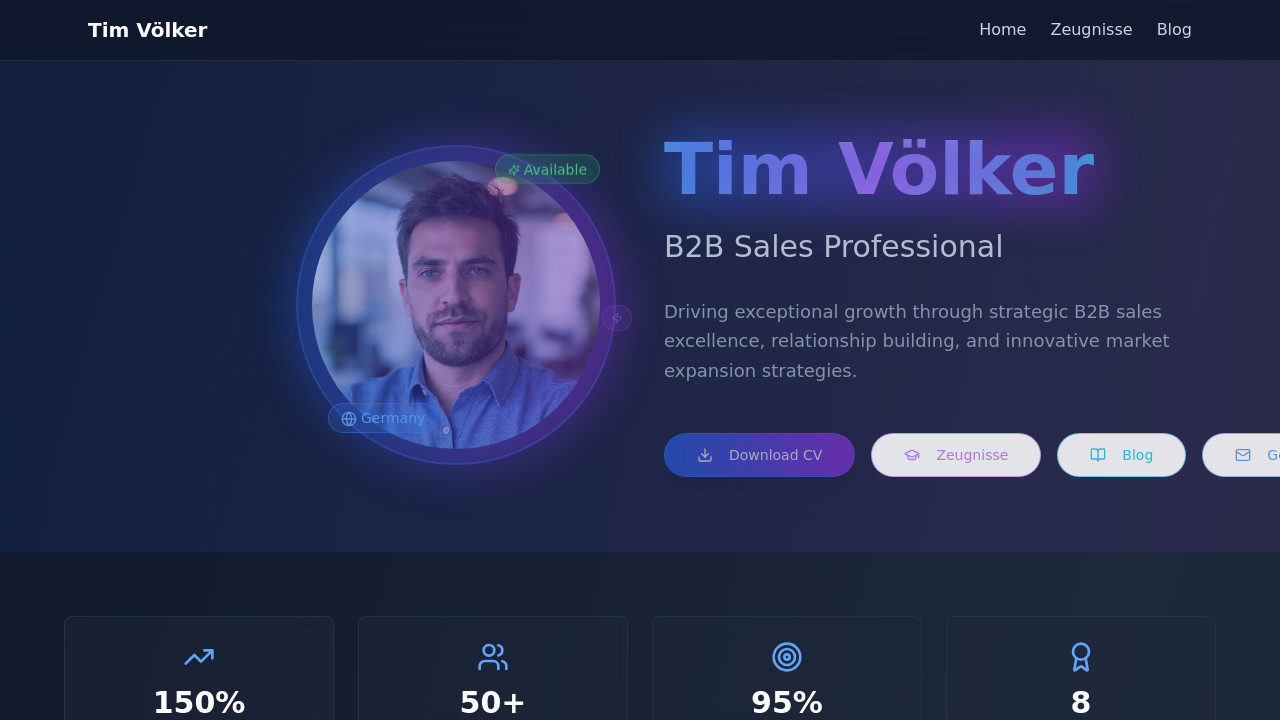 Tim Völker
Home
Zeugnisse
Blog
Available
Germany
Tim Völker
B2B Sales Professional
Driving exceptional growth through strategic B2B sales
excellence, relationship building, and innovative market
expansion strategies.
Download CV
Zeugnisse
Blog
150%
50+
95%
8